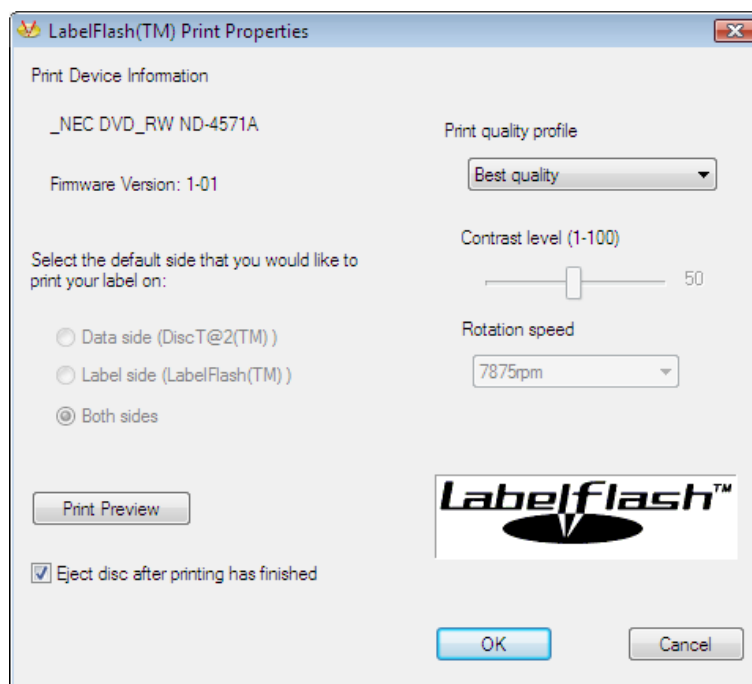 LabelFlash(TM) Print Properties
Print Device Information
_NEC DVD_RW ND-4571A
Firmware Version: 1-01
Select the default side that you would like to
print your label on:
Data side (DiscT@2(TM) )
Label side (LabelFlash(TM) )
Both sides
Print Preview
Eject disc after printing has finished
Print quality profile
Best quality
Contrast level (1-100)
50
Rotation speed
7875rpm
Labelflash™
OK
Cancel